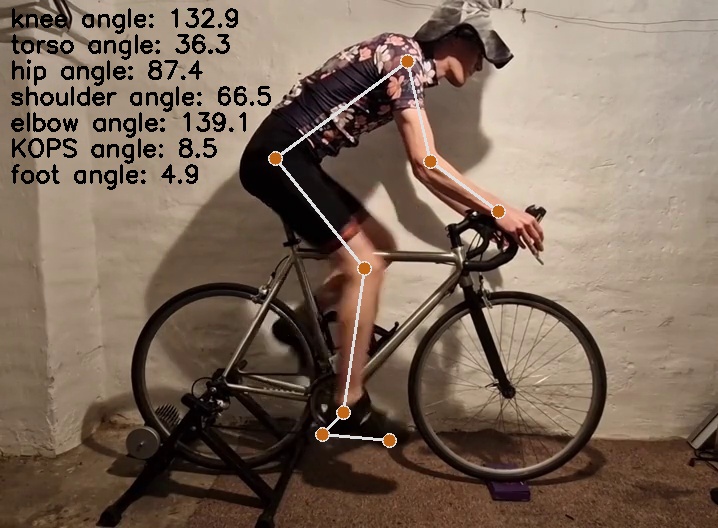 knee angle: 132.9
torso angle: 36.3
hip angle: 87.4
shoulder angle: 66.5
elbow angle: 139.1
KOPS angle: 8.5
foot angle: 4.9